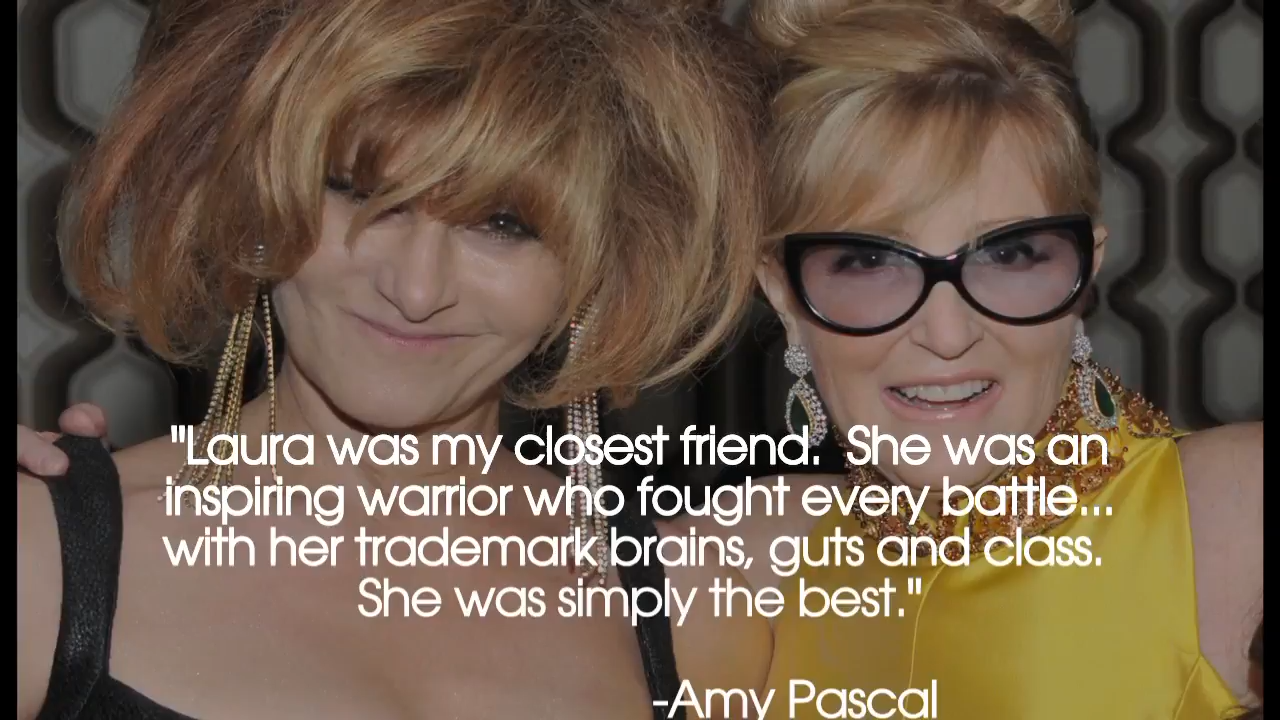 "Laura was my closest friend.  She was an
inspiring warrior who fought every battle...
with her trademark brains, guts and class.
She was simply the best."
-Amy Pascal